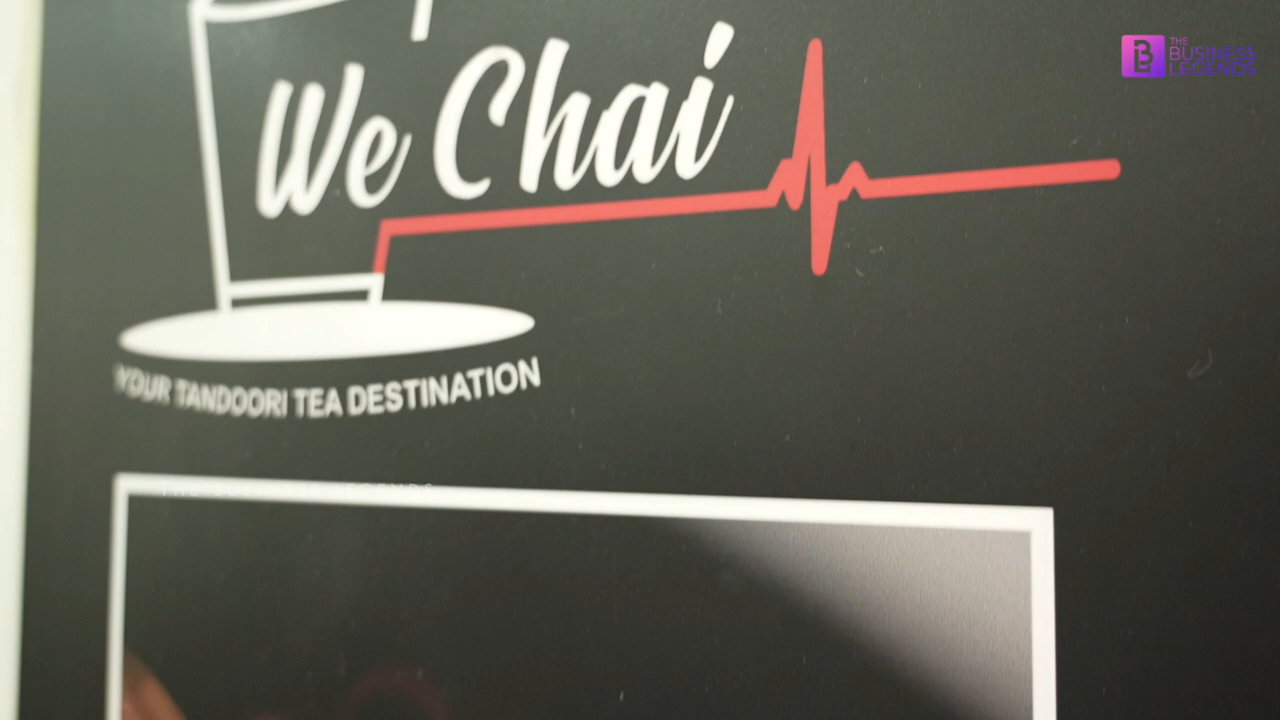 THE
BUSINESS
LEGENDS
We Chai
YOUR TANDOORI TEA DESTINATION